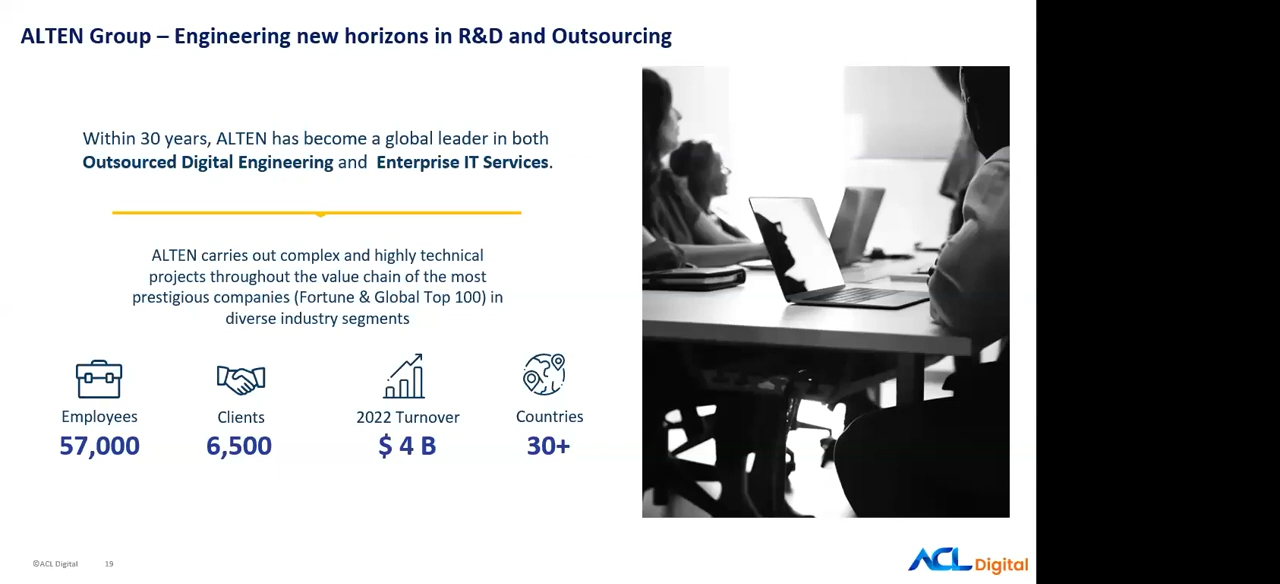 ALTEN Group – Engineering new horizons in R&D and Outsourcing
Within 30 years, ALTEN has become a global leader in both
Outsourced Digital Engineering and Enterprise IT Services.
ALTEN carries out complex and highly technical
projects throughout the value chain of the most
prestigious companies (Fortune & Global Top 100) in
diverse industry segments
Employees
57,000
Clients
6,500
2022 Turnover
$ 4 B
Countries
30+
©ACL Digital 19
ACL Digital